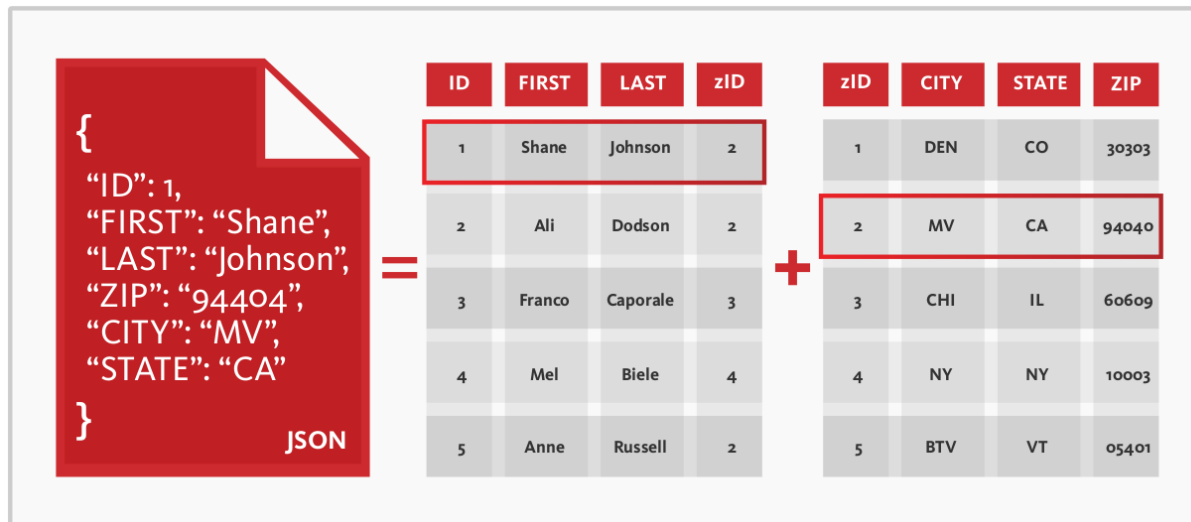 {
“ID”: 1,
“FIRST”: “Shane”,
“LAST”: “Johnson”,
“ZIP”: “94404”,
“CITY”: “MV”,
“STATE”: “CA”
}
JSON
=
ID FIRST LAST zID
1 Shane Johnson 2
2 Ali Dodson 2
3 Franco Caporale 3
4 Mel Biele 4
5 Anne Russell 2
+
zID CITY STATE ZIP
1 DEN CO 30303
2 MV CA 94040
3 CHI IL 60609
4 NY NY 10003
5 BTV VT 05401